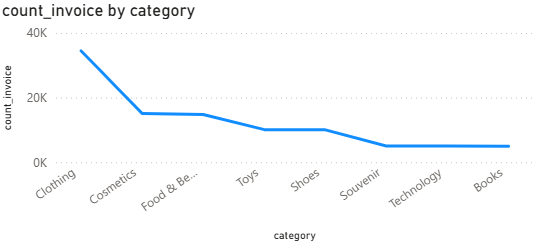 count_invoice by category
40K
20K
0K
count_invoice
Clothing
Cosmetics
Food & Be...
Toys
Shoes
Souvenir
Technology
Books
category